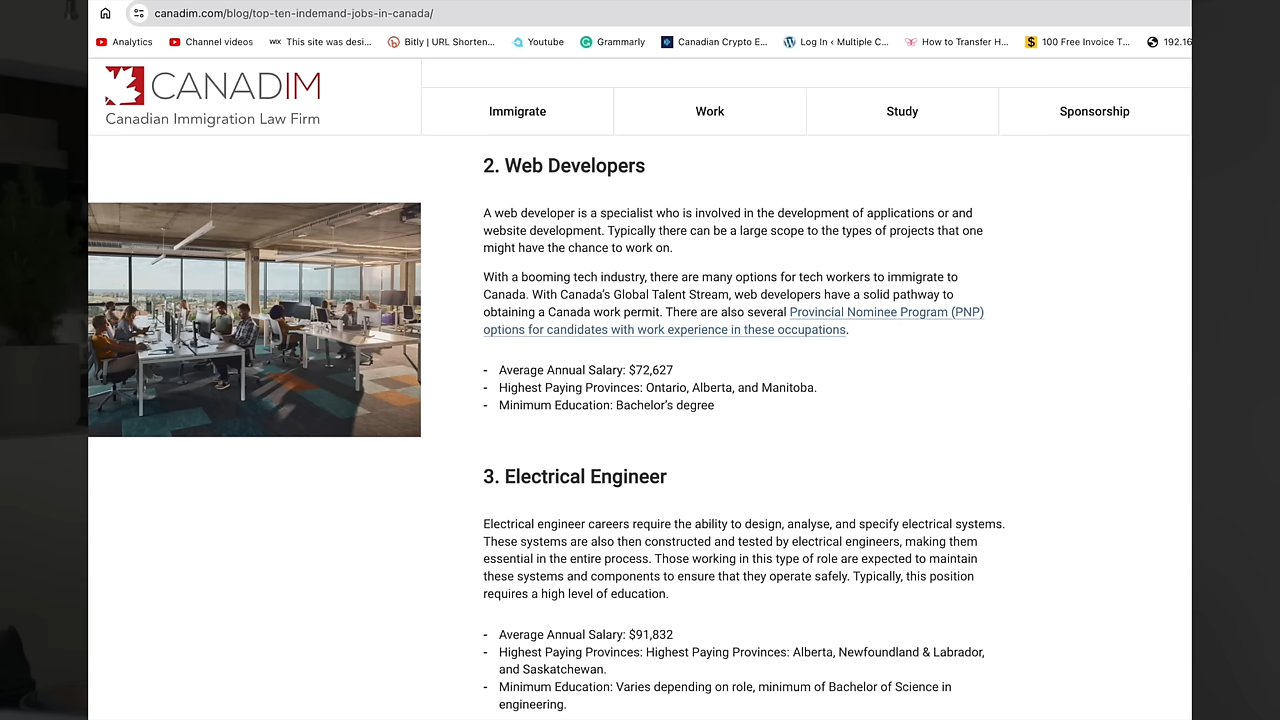 canadim.com/blog/top-ten-indemand-jobs-in-canada/
Analytics
Channel videos
WIX This site was desi...
Bitly | URL Shorten...
Youtube
Grammarly
Canadian Crypto E...
Log In ‹ Multiple C...
How to Transfer H...
$ 100 Free Invoice T...
192.16
CANADIM
Canadian Immigration Law Firm
Immigrate
Work
Study
Sponsorship
2. Web Developers
A web developer is a specialist who is involved in the development of applications or and
website development. Typically there can be a large scope to the types of projects that one
might have the chance to work on.
With a booming tech industry, there are many options for tech workers to immigrate to
Canada. With Canada’s Global Talent Stream, web developers have a solid pathway to
obtaining a Canada work permit. There are also several Provincial Nominee Program (PNP)
options for candidates with work experience in these occupations.
- Average Annual Salary: $72,627
- Highest Paying Provinces: Ontario, Alberta, and Manitoba.
- Minimum Education: Bachelor’s degree
3. Electrical Engineer
Electrical engineer careers require the ability to design, analyse, and specify electrical systems.
These systems are also then constructed and tested by electrical engineers, making them
essential in the entire process. Those working in this type of role are expected to maintain
these systems and components to ensure that they operate safely. Typically, this position
requires a high level of education.
- Average Annual Salary: $91,832
- Highest Paying Provinces: Highest Paying Provinces: Alberta, Newfoundland & Labrador,
and Saskatchewan.
- Minimum Education: Varies depending on role, minimum of Bachelor of Science in
engineering.